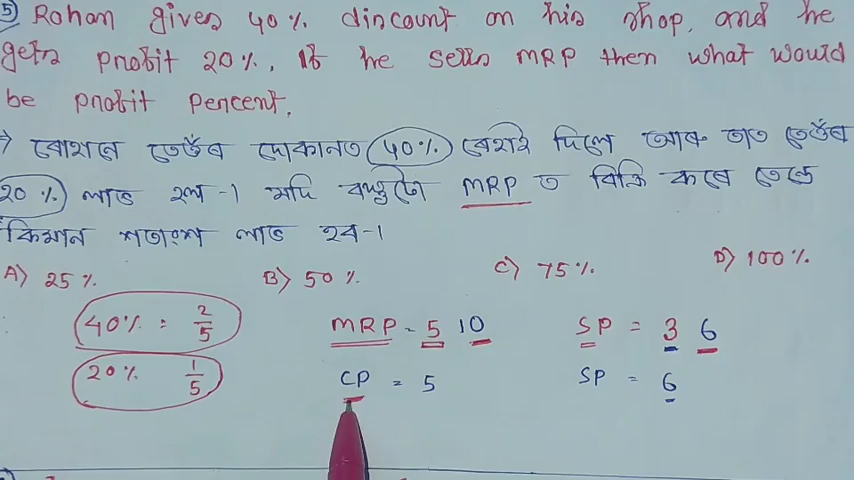 5) Rohan gives 40% discount on his shop, and he
gets profit 20%, If he sells MRP then what would
be profit percent.
⇒ ৰোহানে তেওঁৰ দোকানত 40% ৰেহাই দিলে আৰু তাত তেওঁৰ
20% লাভ হল -। যদি বস্তুটো MRP ত বিক্ৰি কৰে তেন্তে
কিমান শতাংশ লাভ হব -।
A) 25% B) 50% C) 75% D) 100%
40% = 2/5 MRP = 5 10 SP = 3 6
20% 1/5 CP = 5 SP = 6